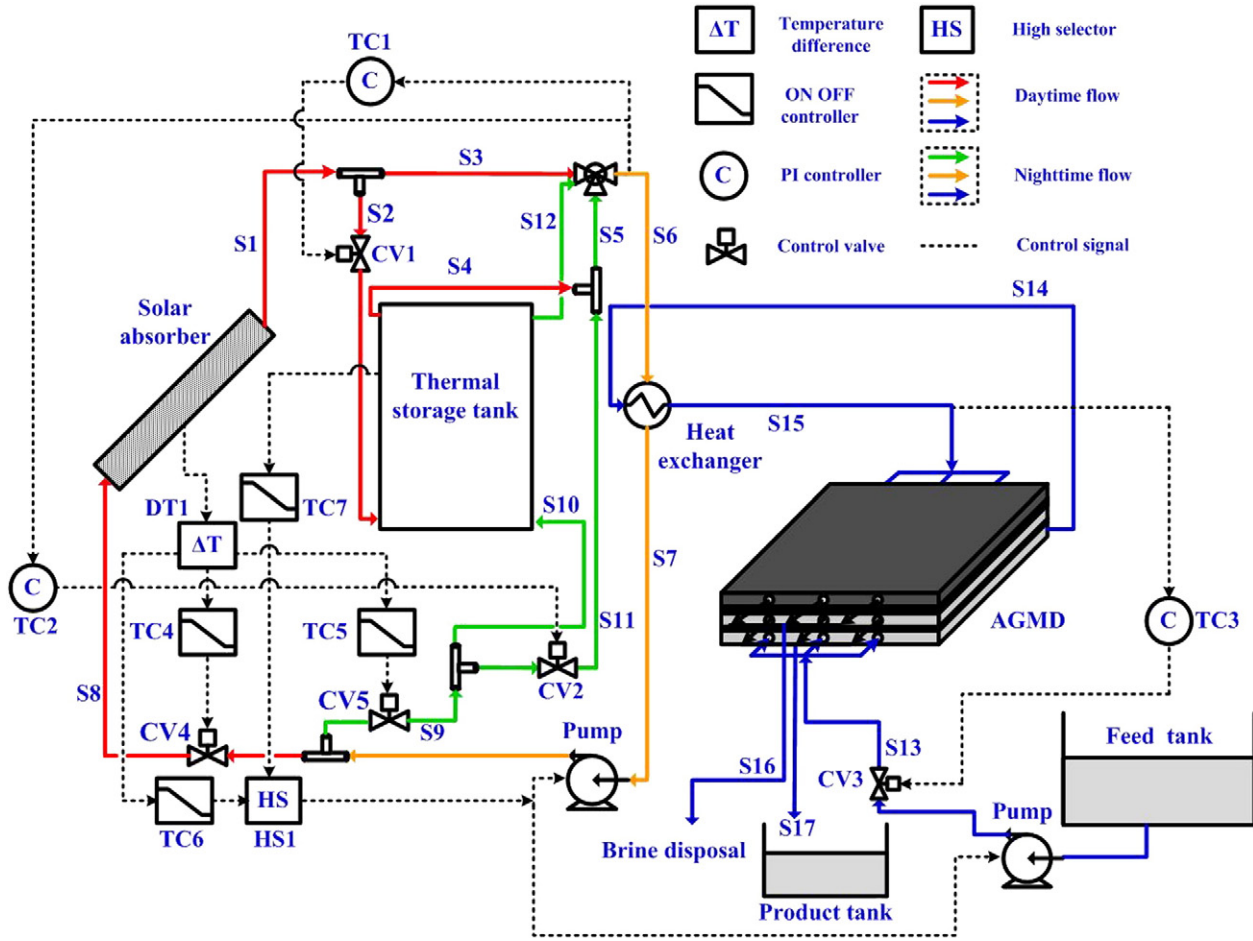 TC1
C
ΔT
Temperature
difference
HS
High selector
ON OFF
controller
Daytime flow
C
PI controller
Nighttime flow
Control valve
Control signal
S3
S2
S12
S5
S6
S1
CV1
S4
S14
Solar
absorber
Thermal
storage tank
Heat
exchanger
S15
DT1
TC7
S10
S7
ΔT
C
TC2
TC4
TC5
S11
AGMD
C
TC3
S8
CV5
S9
CV2
CV4
Pump
S16
S13
Feed tank
CV3
HS
TC6
HS1
S17
Pump
Brine disposal
Product tank